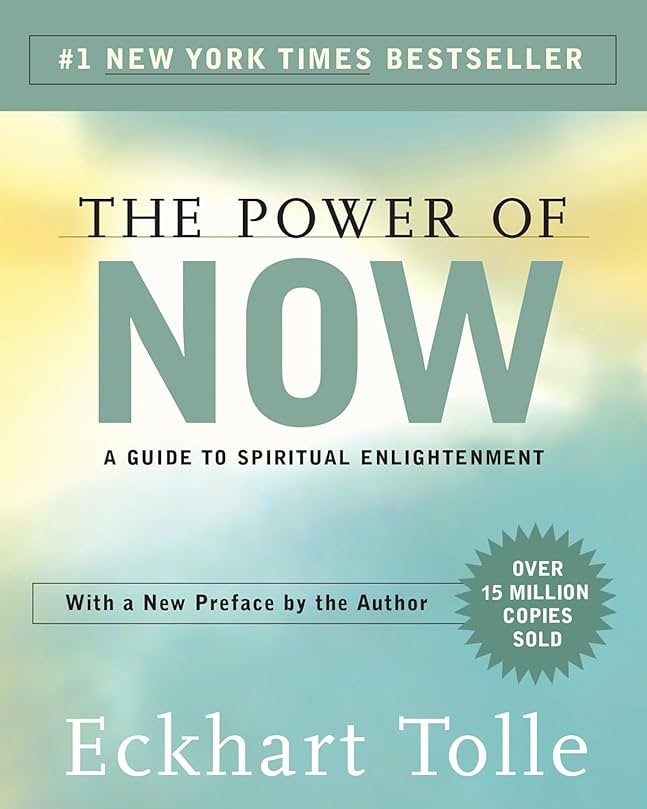 #1 NEW YORK TIMES BESTSELLER
THE POWER OF
NOW
A GUIDE TO SPIRITUAL ENLIGHTENMENT
With a New Preface by the Author
OVER
15 MILLION
COPIES
SOLD
Eckhart Tolle